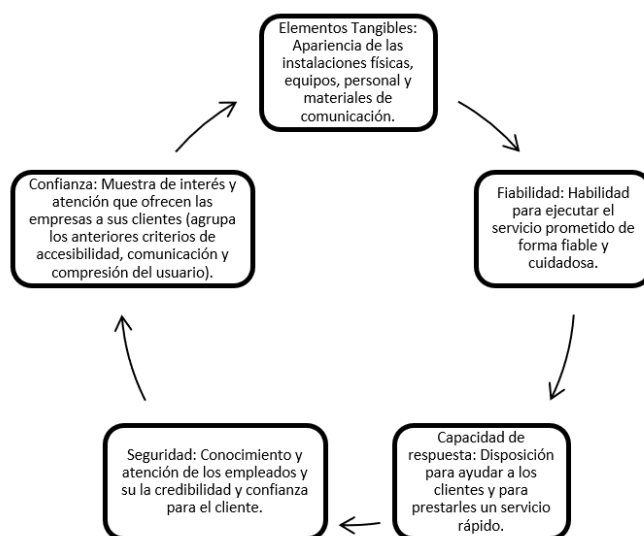 Elementos Tangibles:
Apariencia de las
instalaciones físicas,
equipos, personal y
materiales de
comunicación.
Fiabilidad: Habilidad
para ejecutar el
servicio prometido de
forma fiable y
cuidadosa.
Capacidad de
respuesta: Disposición
para ayudar a los
clientes y para
prestarles un servicio
rápido.
Seguridad: Conocimiento y
atención de los empleados y
su la credibilidad y confianza
para el cliente.
Confianza: Muestra de interés y
atención que ofrecen las
empresas a sus clientes (agrupa
los anteriores criterios de
accesibilidad, comunicación y
compresión del usuario).